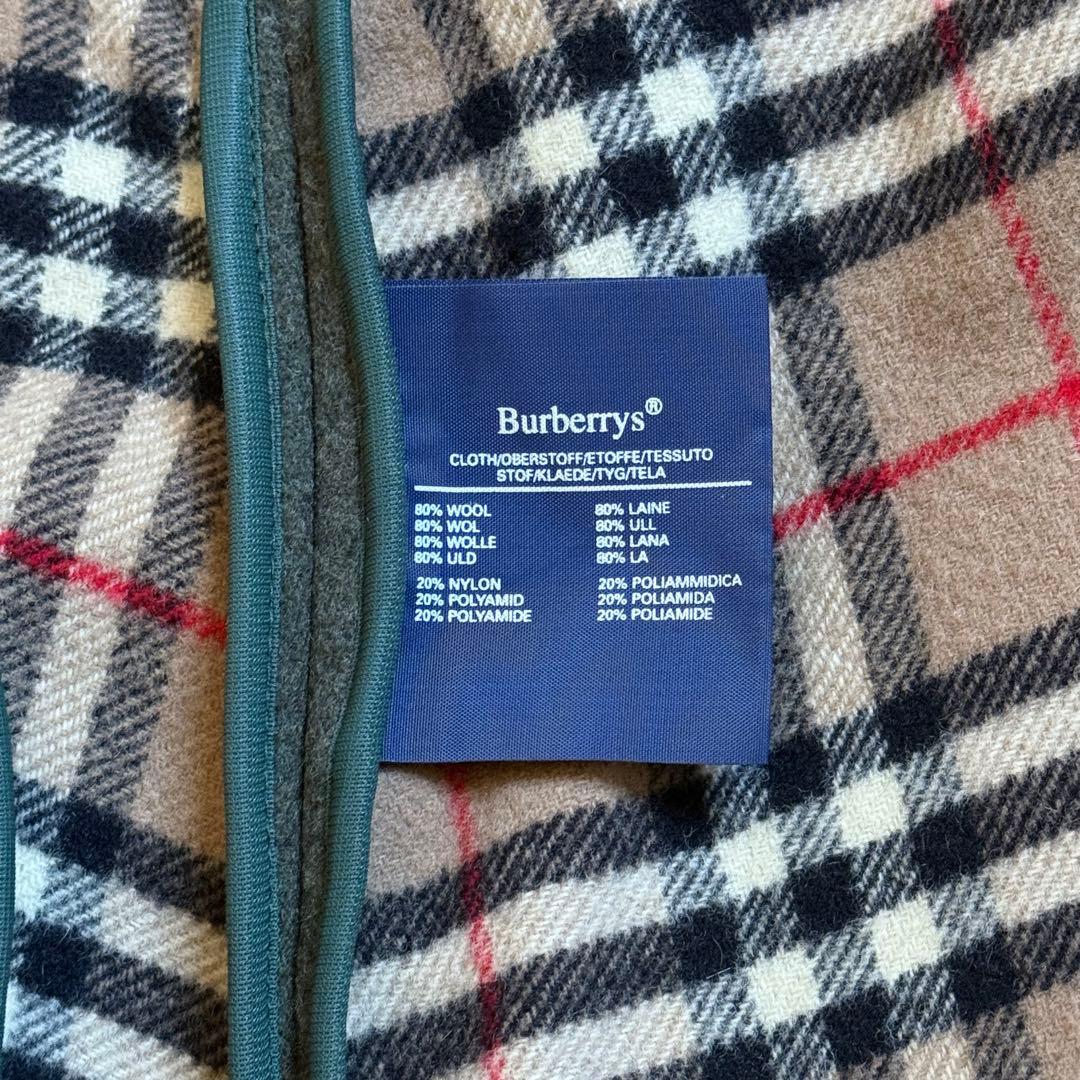 Burberrys®
CLOTH/OBERSTOFF/ETOFFE/TESSUTO
STOF/KLAEDE/TYG/TELA
80% WOOL 80% LAINE
80% WOL 80% ULL
80% WOLLE 80% LANA
80% ULD 80% LA
20% NYLON 20% POLIAMMIDICA
20% POLYAMID 20% POLIAMIDA
20% POLYAMIDE 20% POLIAMIDE